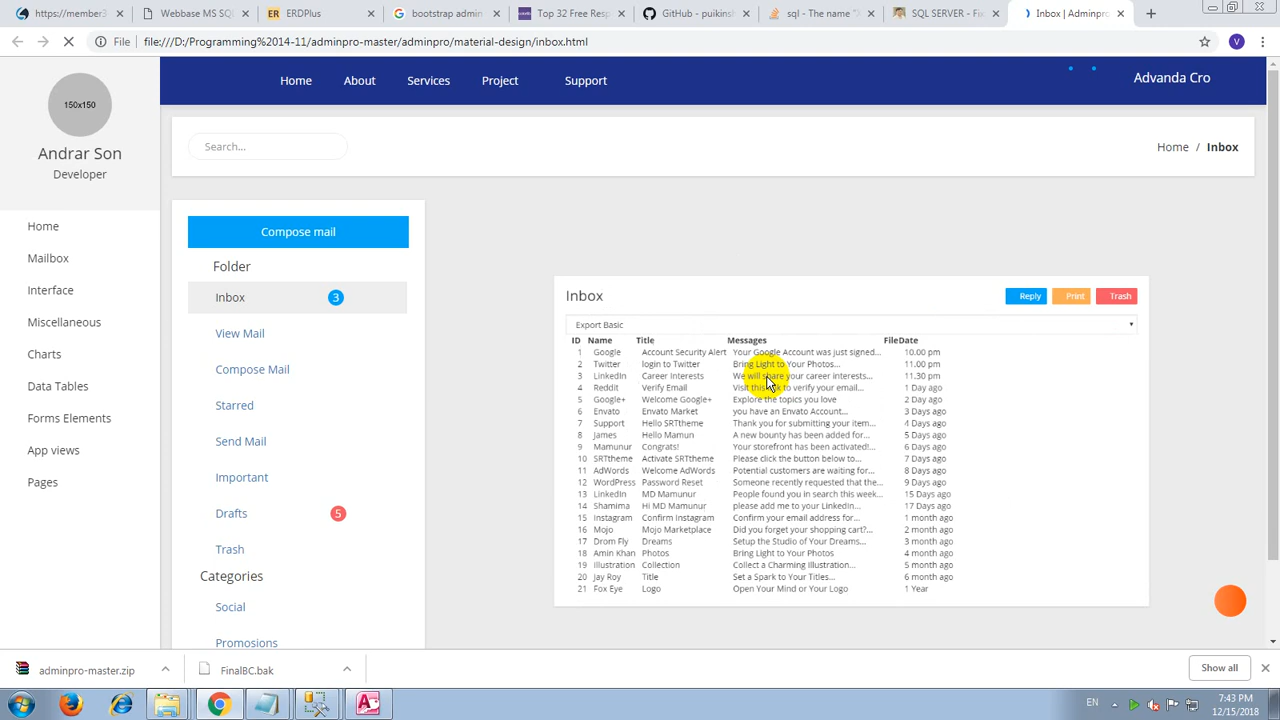 https://member3
Webbase MS SQ
ER ERDPlus
bootstrap admin
Top 32 Free Reso
GitHub - puikinsh
sql - The name "
SQL SERVER - Fix
Inbox | Adminpro
File | file:///D:/Programming%2014-11/adminpro-master/adminpro/material-design/inbox.html
V
150x150
Andrar Son
Developer
Home
Mailbox
Interface
Miscellaneous
Charts
Data Tables
Forms Elements
App views
Pages
Home About Services Project Support
Advanda Cro
Search...
Home / Inbox
Compose mail
Folder
Inbox 3
View Mail
Compose Mail
Starred
Send Mail
Important
Drafts 5
Trash
Categories
Social
Promosions
Inbox
Reply Print Trash
Export Basic
ID Name Title Messages FileDate
1 Google Account Security Alert Your Google Account was just signed... 10.00 pm
2 Twitter login to Twitter Bring Light to Your Photos... 11.00 pm
3 LinkedIn Career Interests We will share your career interests... 11.30 pm
4 Reddit Verify Email Visit this link to verify your email... 1 Day ago
5 Google+ Welcome Google+ Explore the topics you love 2 Day ago
6 Envato Envato Market you have an Envato Account... 3 Days ago
7 Support Hello SRTtheme Thank you for submitting your item... 4 Days ago
8 James Hello Mamun A new bounty has been added for... 5 Days ago
9 Mamunur Congrats! Your storefront has been activated!... 6 Days ago
10 SRTtheme Activate SRTtheme Please click the button below to... 7 Days ago
11 AdWords Welcome AdWords Potential customers are waiting for... 8 Days ago
12 WordPress Password Reset Someone recently requested that the... 9 Days ago
13 LinkedIn MD Mamunur People found you in search this week... 15 Days ago
14 Shamima Hi MD Mamunur please add me to your LinkedIn... 17 Days ago
15 Instagram Confirm Instagram Confirm your email address for... 1 month ago
16 Mojo Mojo Marketplace Did you forget your shopping cart?... 2 month ago
17 Drom Fly Dreams Setup the Studio of Your Dreams... 3 month ago
18 Amin Khan Photos Bring Light to Your Photos 4 month ago
19 Illustration Collection Collect a Charming Illustration... 5 month ago
20 Jay Roy Title Set a Spark to Your Titles... 6 month ago
21 Fox Eye Logo Open Your Mind or Your Logo 1 Year
adminpro-master.zip
FinalBC.bak
Show all
EN
7:43 PM
12/15/2018